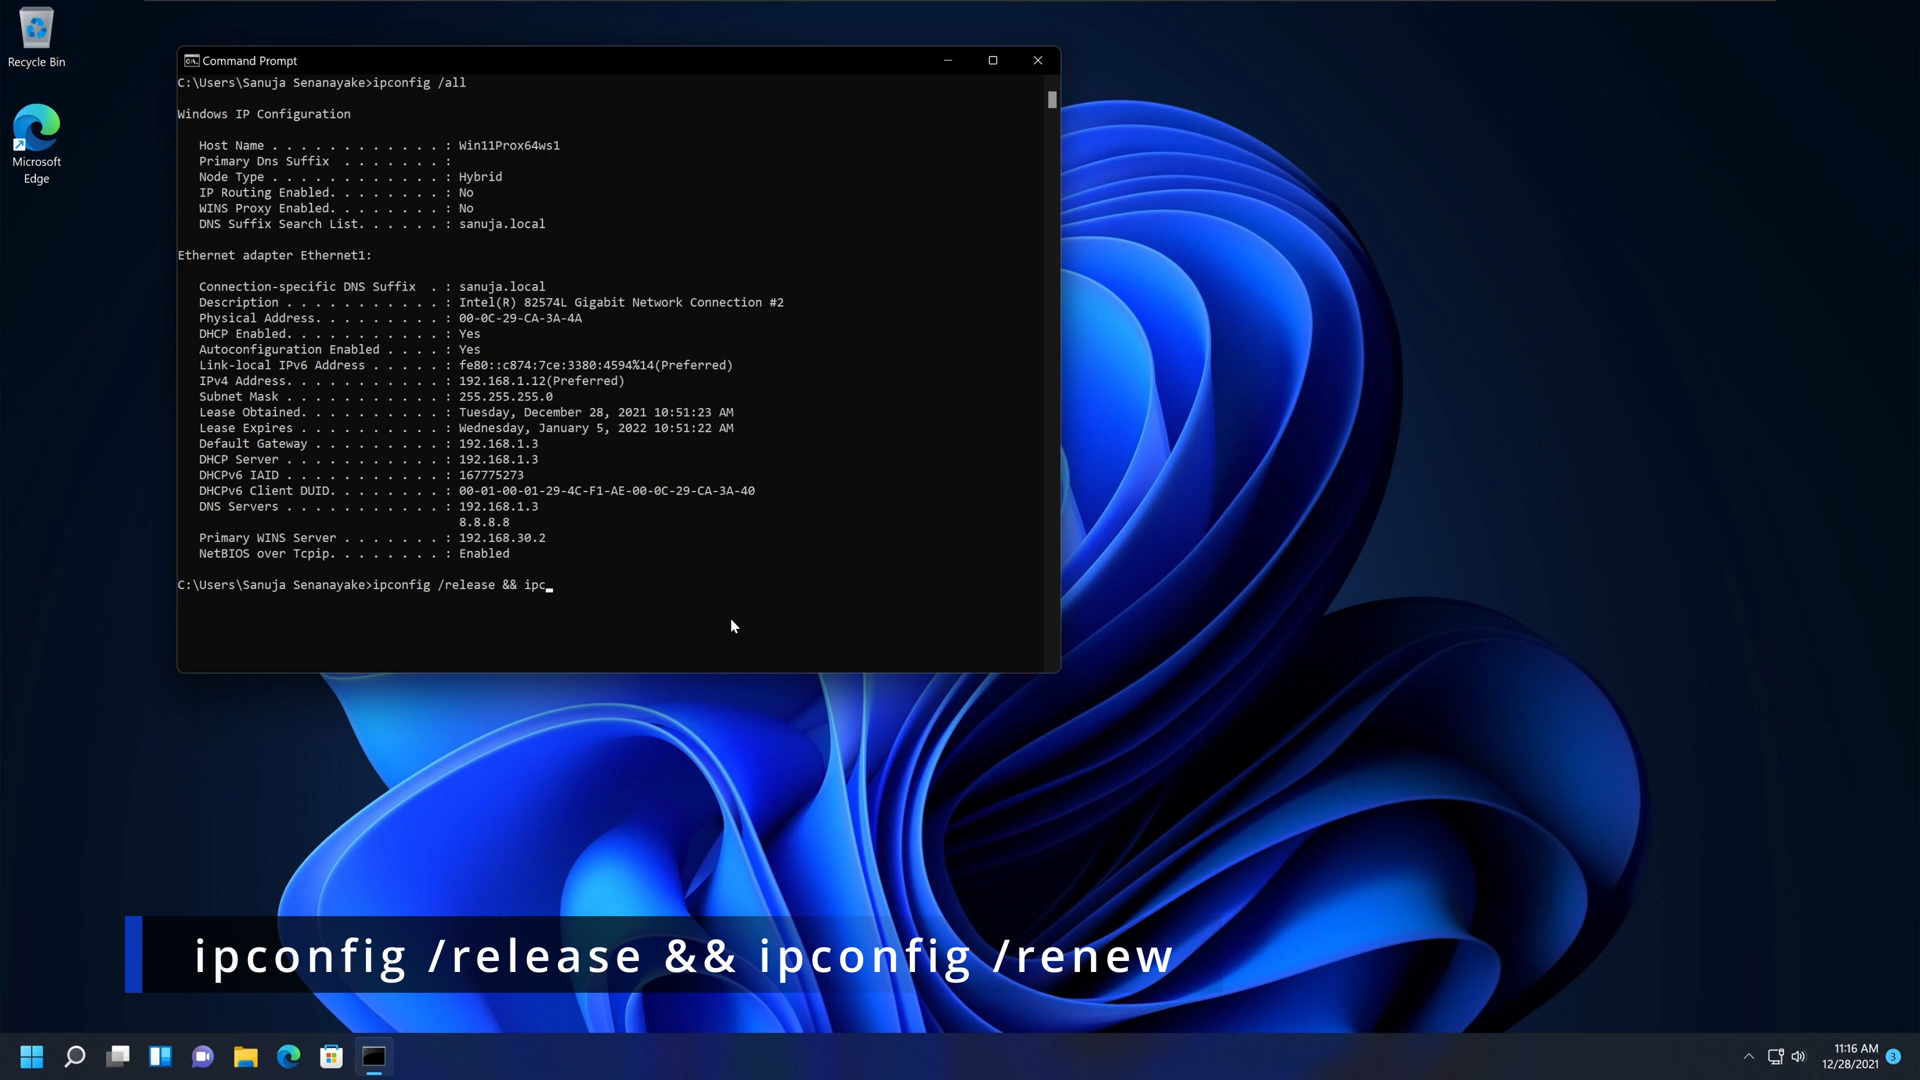 Recycle Bin
Microsoft
Edge
Command Prompt
C:\Users\Sanuja Senanayake>ipconfig /all
Windows IP Configuration
Host Name . . . . . . . . . . . . : Win11Prox64ws1
Primary Dns Suffix  . . . . . . . :
Node Type . . . . . . . . . . . . : Hybrid
IP Routing Enabled. . . . . . . . : No
WINS Proxy Enabled. . . . . . . . : No
DNS Suffix Search List. . . . . . : sanuja.local
Ethernet adapter Ethernet1:
Connection-specific DNS Suffix  . : sanuja.local
Description . . . . . . . . . . . : Intel(R) 82574L Gigabit Network Connection #2
Physical Address. . . . . . . . . : 00-0C-29-CA-3A-4A
DHCP Enabled. . . . . . . . . . . : Yes
Autoconfiguration Enabled . . . . : Yes
Link-local IPv6 Address . . . . . : fe80::c874:7ce:3380:4594%14(Preferred)
IPv4 Address. . . . . . . . . . . : 192.168.1.12(Preferred)
Subnet Mask . . . . . . . . . . . : 255.255.255.0
Lease Obtained. . . . . . . . . . : Tuesday, December 28, 2021 10:51:23 AM
Lease Expires . . . . . . . . . . : Wednesday, January 5, 2022 10:51:22 AM
Default Gateway . . . . . . . . . : 192.168.1.3
DHCP Server . . . . . . . . . . . : 192.168.1.3
DHCPv6 IAID . . . . . . . . . . . : 167775273
DHCPv6 Client DUID. . . . . . . . : 00-01-00-01-29-4C-F1-AE-00-0C-29-CA-3A-40
DNS Servers . . . . . . . . . . . : 192.168.1.3
8.8.8.8
Primary WINS Server . . . . . . . : 192.168.30.2
NetBIOS over Tcpip. . . . . . . . : Enabled
C:\Users\Sanuja Senanayake>ipconfig /release && ipc
ipconfig /release && ipconfig /renew
11:16 AM
12/28/2021
3